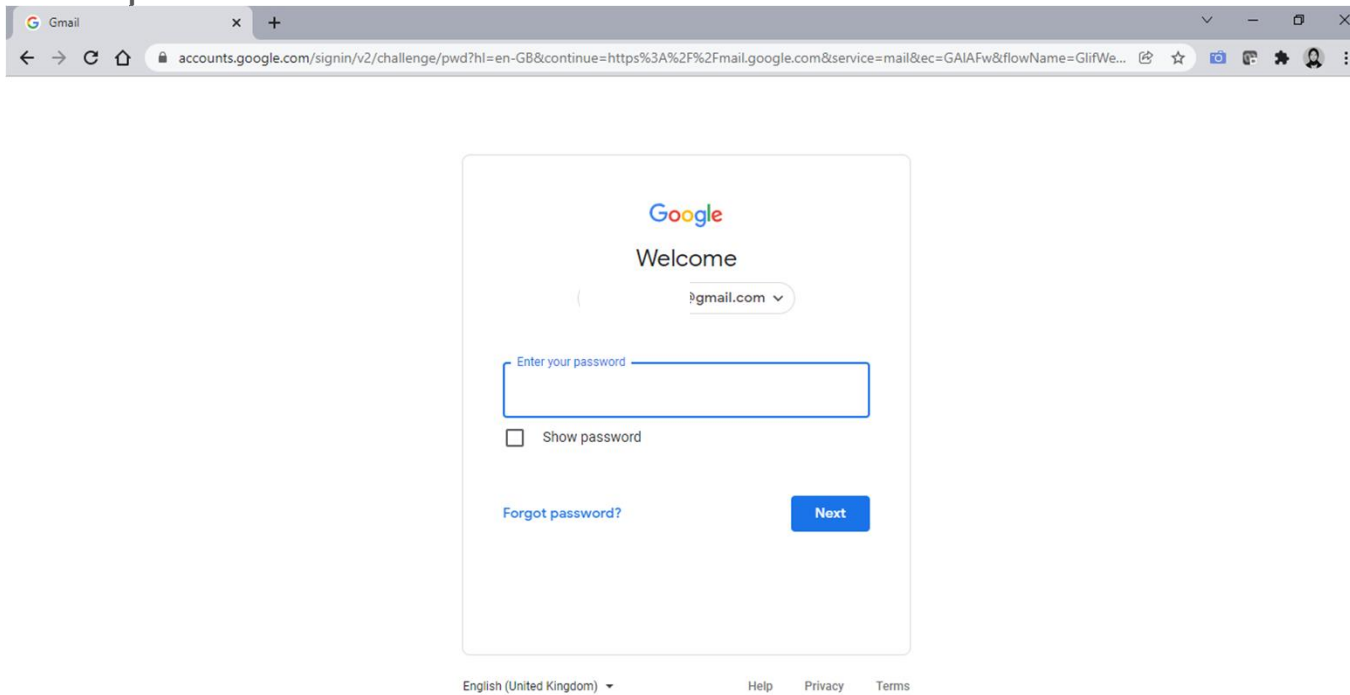 Gmail
accounts.google.com/signin/v2/challenge/pwd?hl=en-GB&continue=https%3A%2F%2Fmail.google.com&service=mail&ec=GAlAFw&flowName=GlifWe...
Google
Welcome
@gmail.com
Enter your password
Show password
Forgot password? Next
English (United Kingdom) Help Privacy Terms